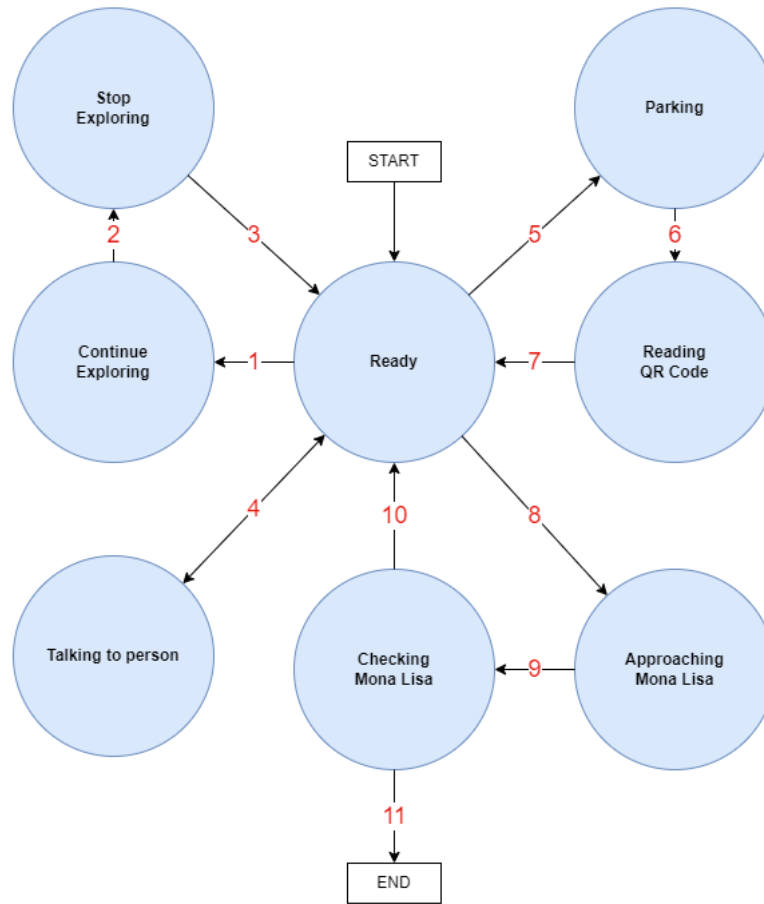 Stop
Exploring
Parking
START
2
3
5
6
Continue
Exploring
1
Ready
7
Reading
QR Code
4
10
8
Talking to person
Checking
Mona Lisa
9
Approaching
Mona Lisa
11
END